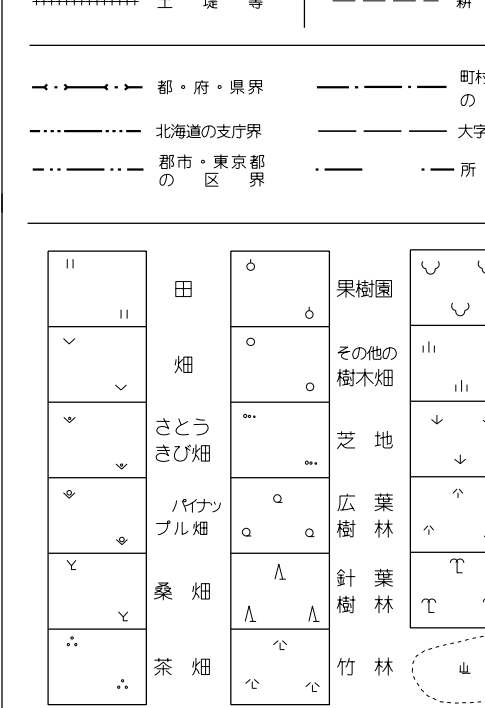 土堤等
耕
都・府・県界
町村
の
北海道の支庁界
大字
郡市・東京都
の区界
所
田
果樹園
畑
その他の
樹木畑
さとう
きび畑
芝地
パイナッ
プル畑
広葉
樹林
桑畑
針葉
樹林
茶畑
竹林